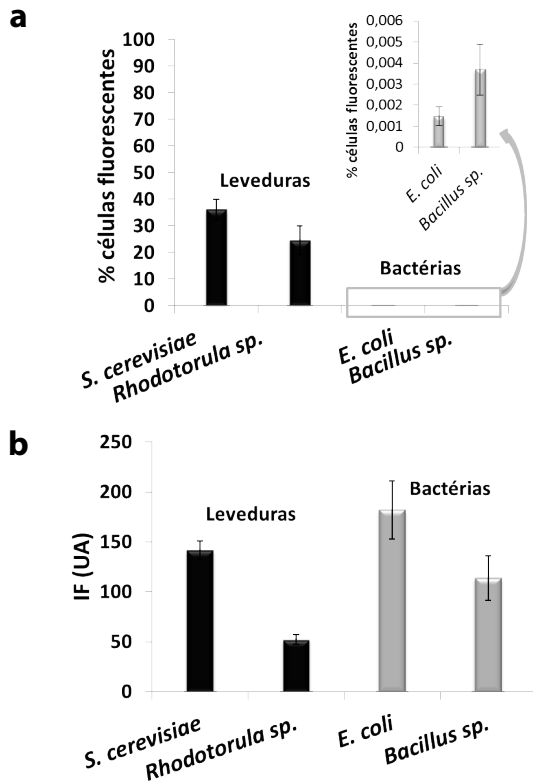 a
% células fluorescentes
100
90
80
70
60
50
40
30
20
10
0
Leveduras
Bactérias
S. cerevisiae
Rhodotorula sp.
E. coli
Bacillus sp.
% células fluorescentes
0,006
0,005
0,004
0,003
0,002
0,001
0
E. coli
Bacillus sp.
b
IF (UA)
250
200
150
100
50
0
Leveduras
Bactérias
S. cerevisiae
Rhodotorula sp.
E. coli
Bacillus sp.